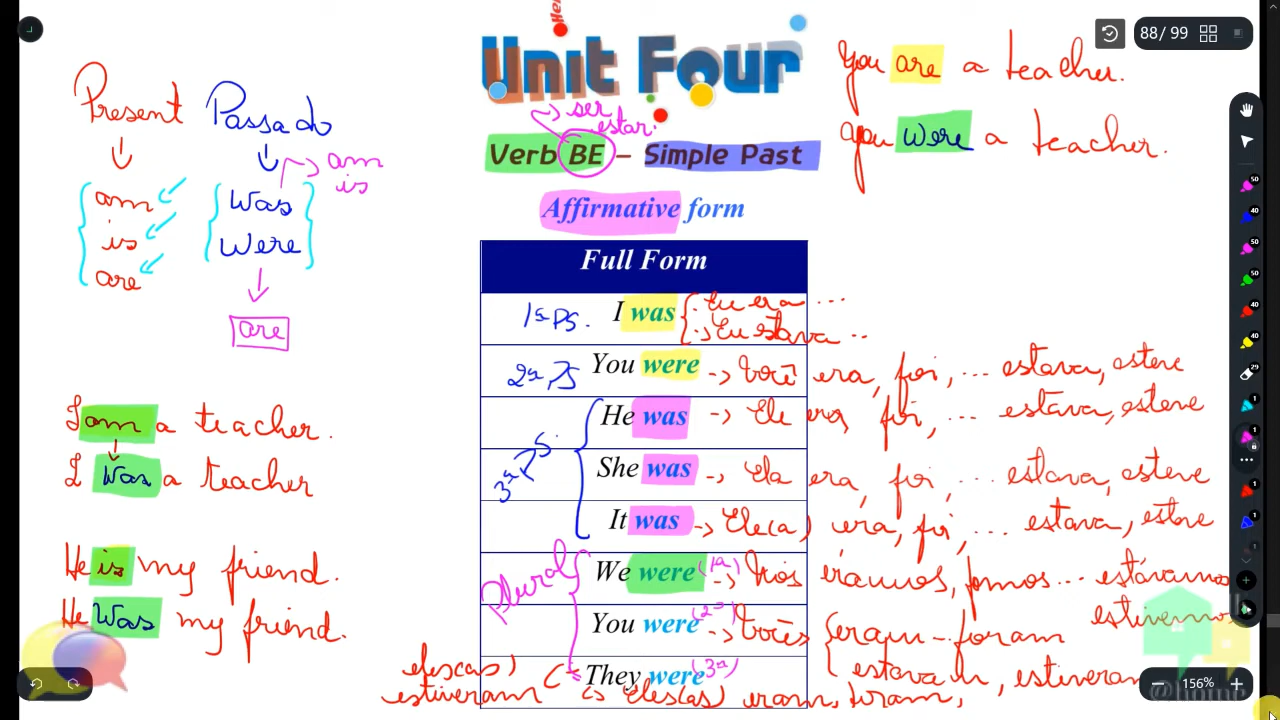 88/ 99
Her
Unit Four
ser
estar.
Verb BE – Simple Past
Affirmative form
Full Form
1ª PS. I was
.Eu era ...
Eu estava ..
2ª PS You were -> Você era, foi, ... estava, esteve
He was -> Ele era, foi, ... estava, esteve
3ª PS.
She was -> Ela era, foi, ... estava, esteve
It was -> Ele(a) era, foi, ... estava, esteve
Plural
We were (1ª) -> Nós éramos, fomos... estávamos
estivemos
You were (2ª) -> Vocês eram - foram
estavam, estiveram
They were (3ª)
eles(as)
estiveram
Eles(as) eram, foram,
Present
am
is
are
Passado
Was
Were
am
is
are
I am a teacher.
I was a teacher
He is my friend.
He was my friend.
You are a teacher.
You were a teacher.
156%
@home